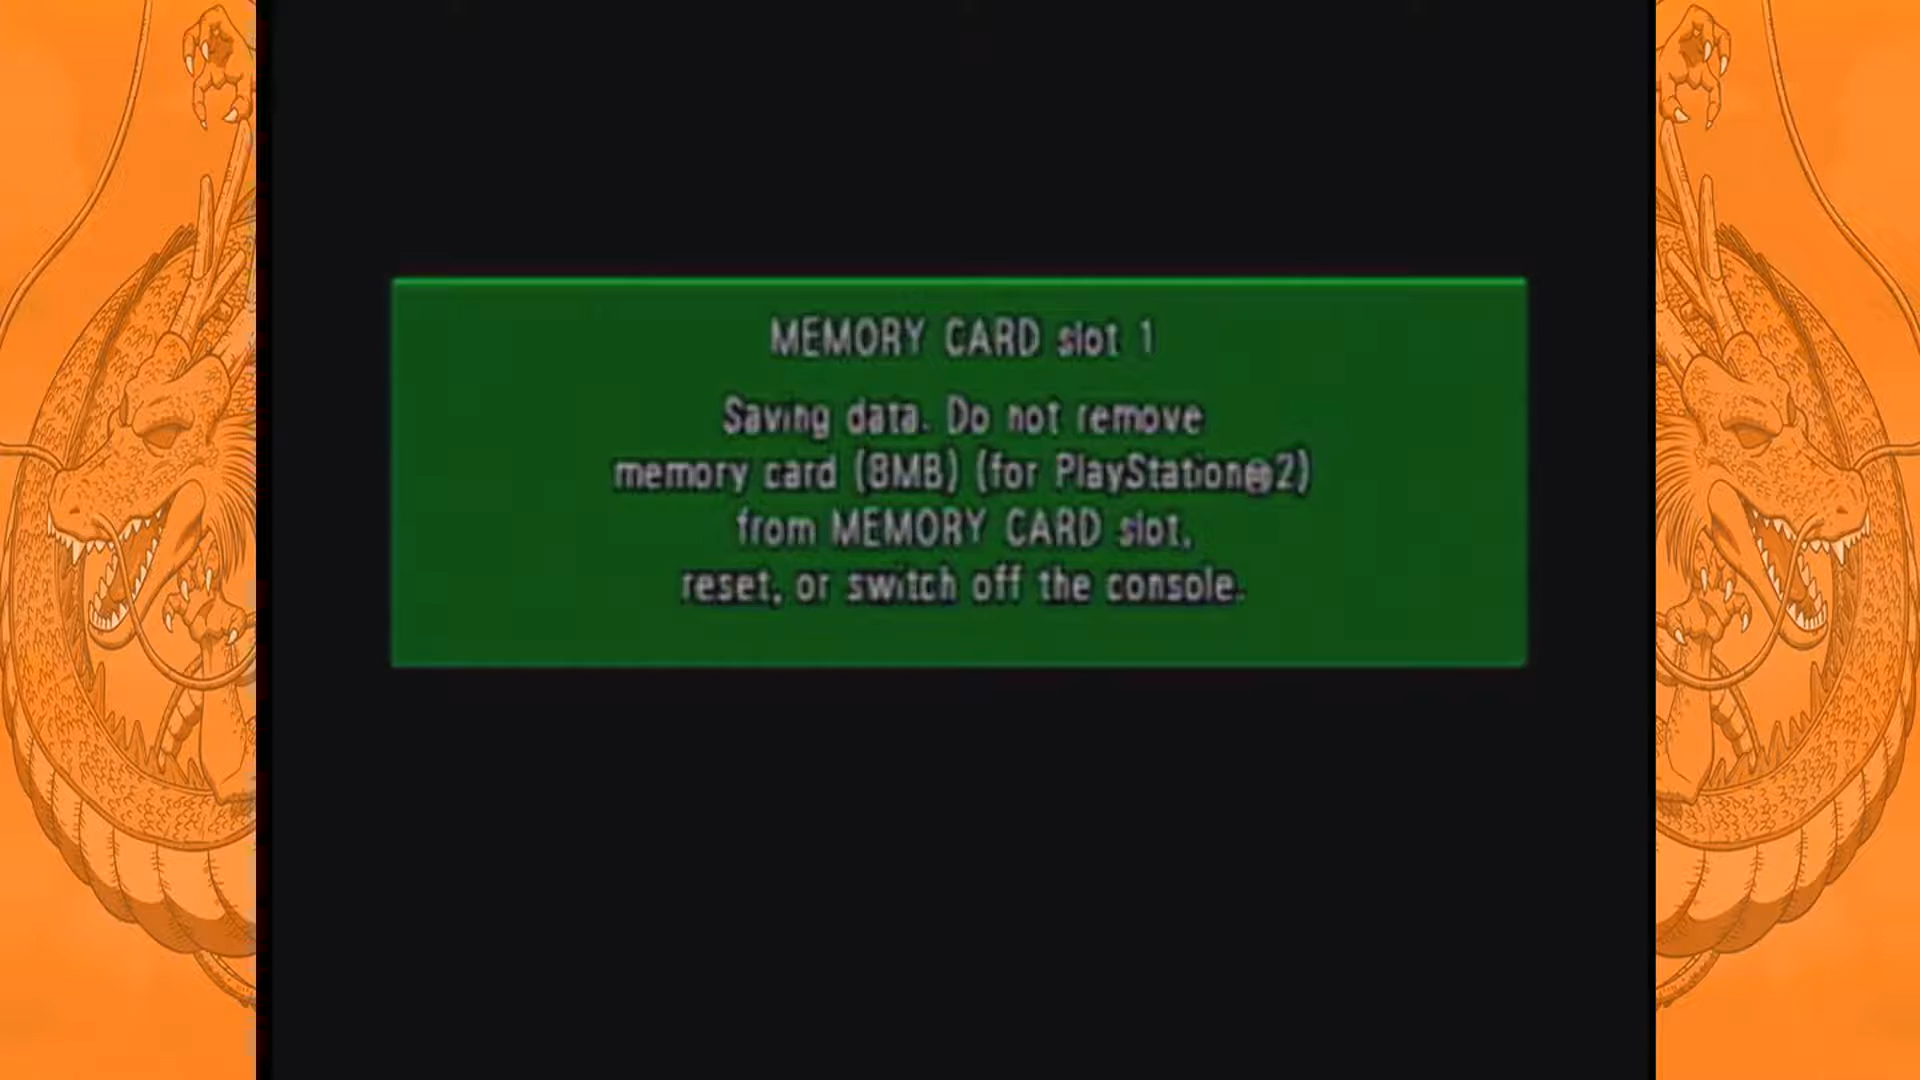 MEMORY CARD slot 1
Saving data. Do not remove
memory card (8MB) (for PlayStation®2)
from MEMORY CARD slot,
reset, or switch off the console.